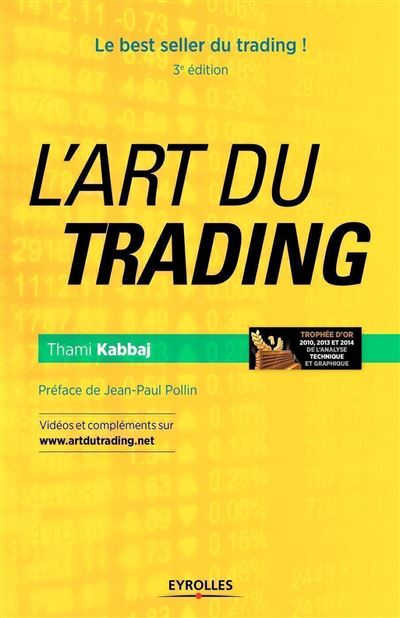 Le best seller du trading !
3e édition
L'ART DU
TRADING
Thami Kabbaj
TROPHÉE D'OR
2010, 2013 ET 2014
DE L'ANALYSE
TECHNIQUE
ET GRAPHIQUE
Préface de Jean-Paul Pollin
Vidéos et compléments sur
www.artdutrading.net
EYROLLES